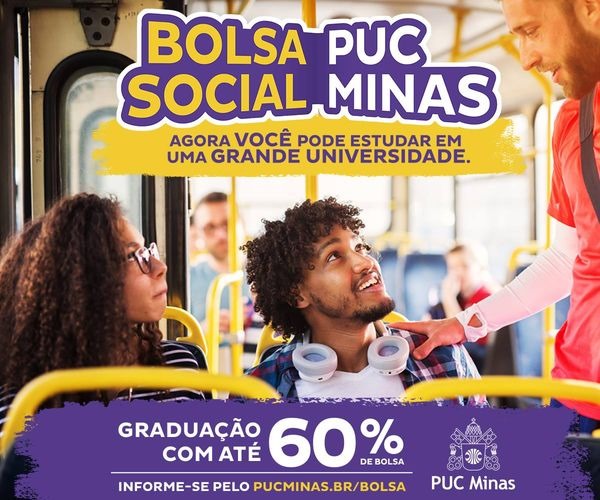 BOLSA PUC
SOCIAL MINAS
AGORA VOCÊ PODE ESTUDAR EM
UMA GRANDE UNIVERSIDADE.
GRADUAÇÃO
COM ATÉ 60%
DE BOLSA
PUC Minas
INFORME-SE PELO PUCMINAS.BR/BOLSA